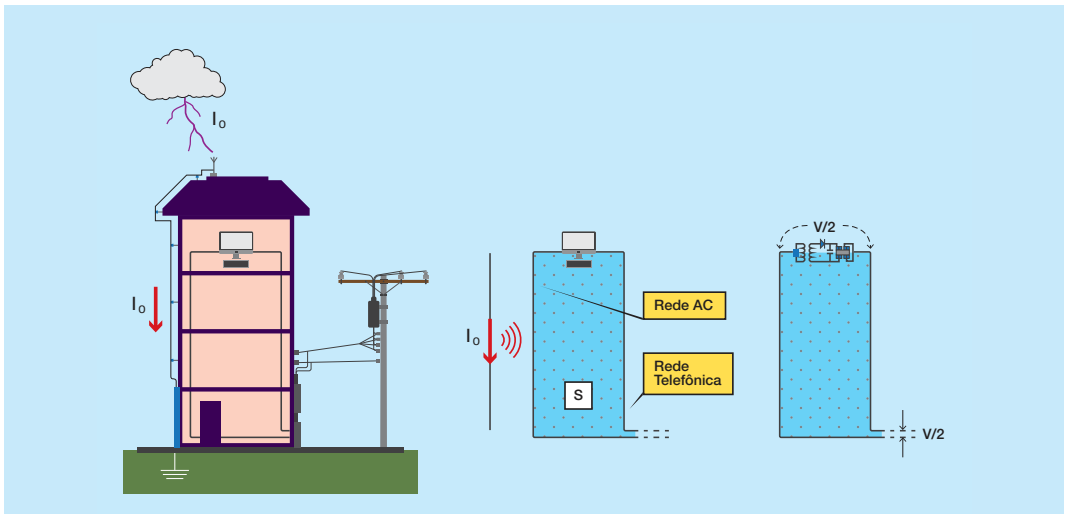 I₀
I₀
I₀
Rede AC
Rede
Telefônica
S
V/2
V/2